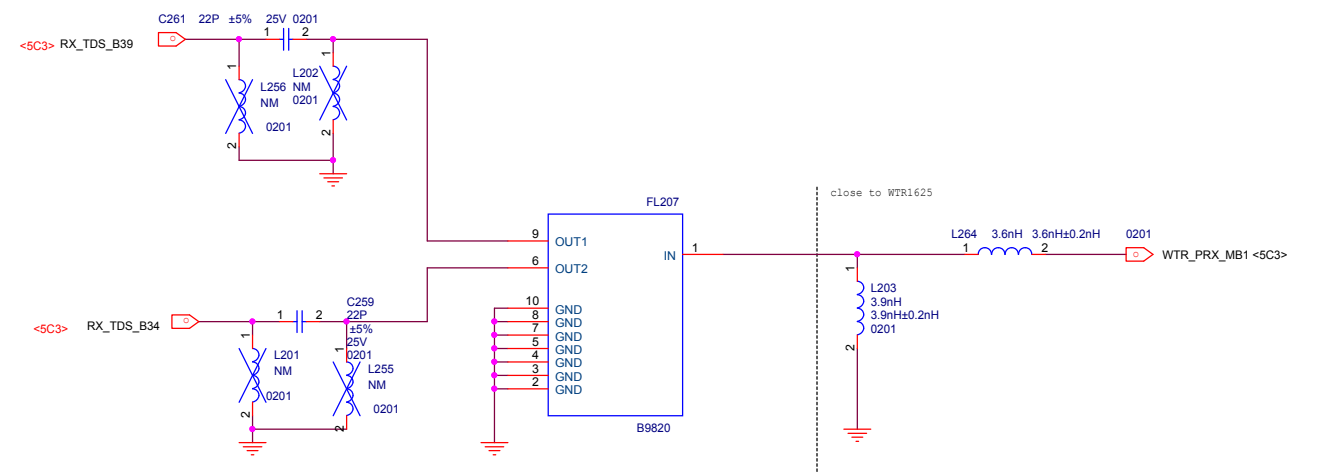 C261 22P ±5% 25V 0201
<5C3> RX_TDS_B39
1 2
1
L256
NM
0201
2
1
L202
NM
0201
2
FL207
close to WTR1625
9 OUT1
6 OUT2
IN 1
10 GND
8 GND
7 GND
5 GND
4 GND
3 GND
2 GND
B9820
L264 3.6nH 3.6nH±0.2nH 0201
1 2
WTR_PRX_MB1 <5C3>
1
L203
3.9nH
3.9nH±0.2nH
0201
2
<5C3> RX_TDS_B34
1 2
C259
22P
±5%
25V
0201
1
L201
NM
0201
2
1
L255
NM
0201
2